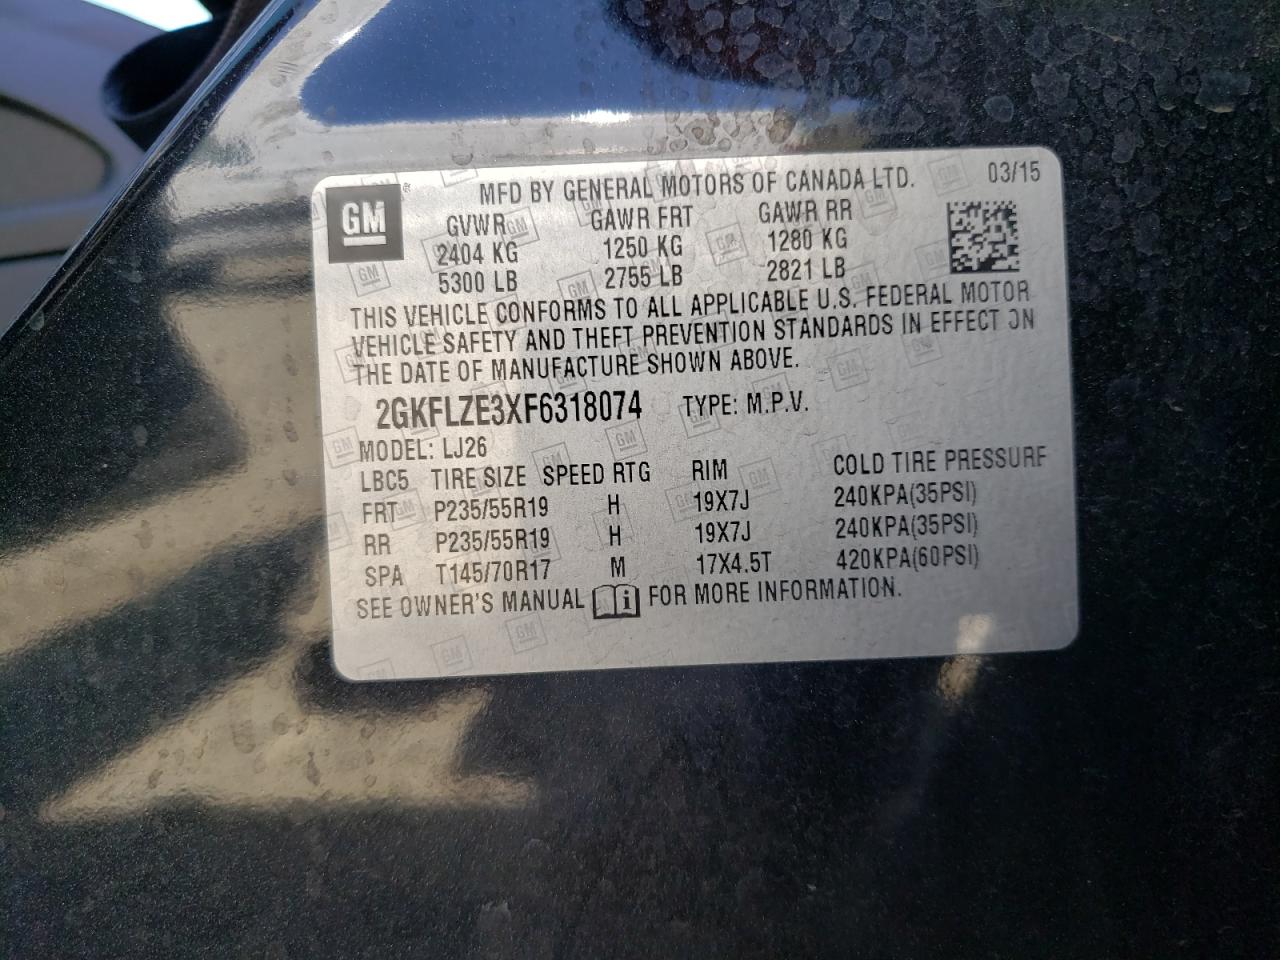 GM ® MFD BY GENERAL MOTORS OF CANADA LTD. 03/15
GVWR GAWR FRT GAWR RR
2404 KG 1250 KG 1280 KG
5300 LB 2755 LB 2821 LB
THIS VEHICLE CONFORMS TO ALL APPLICABLE U.S. FEDERAL MOTOR
VEHICLE SAFETY AND THEFT PREVENTION STANDARDS IN EFFECT ON
THE DATE OF MANUFACTURE SHOWN ABOVE.
2GKFLZE3XF6318074 TYPE: M.P.V.
MODEL: LJ26
LBC5 TIRE SIZE SPEED RTG RIM COLD TIRE PRESSURE
FRT P235/55R19 H 19X7J 240KPA(35PSI)
RR P235/55R19 H 19X7J 240KPA(35PSI)
SPA T145/70R17 M 17X4.5T 420KPA(60PSI)
SEE OWNER'S MANUAL i FOR MORE INFORMATION.